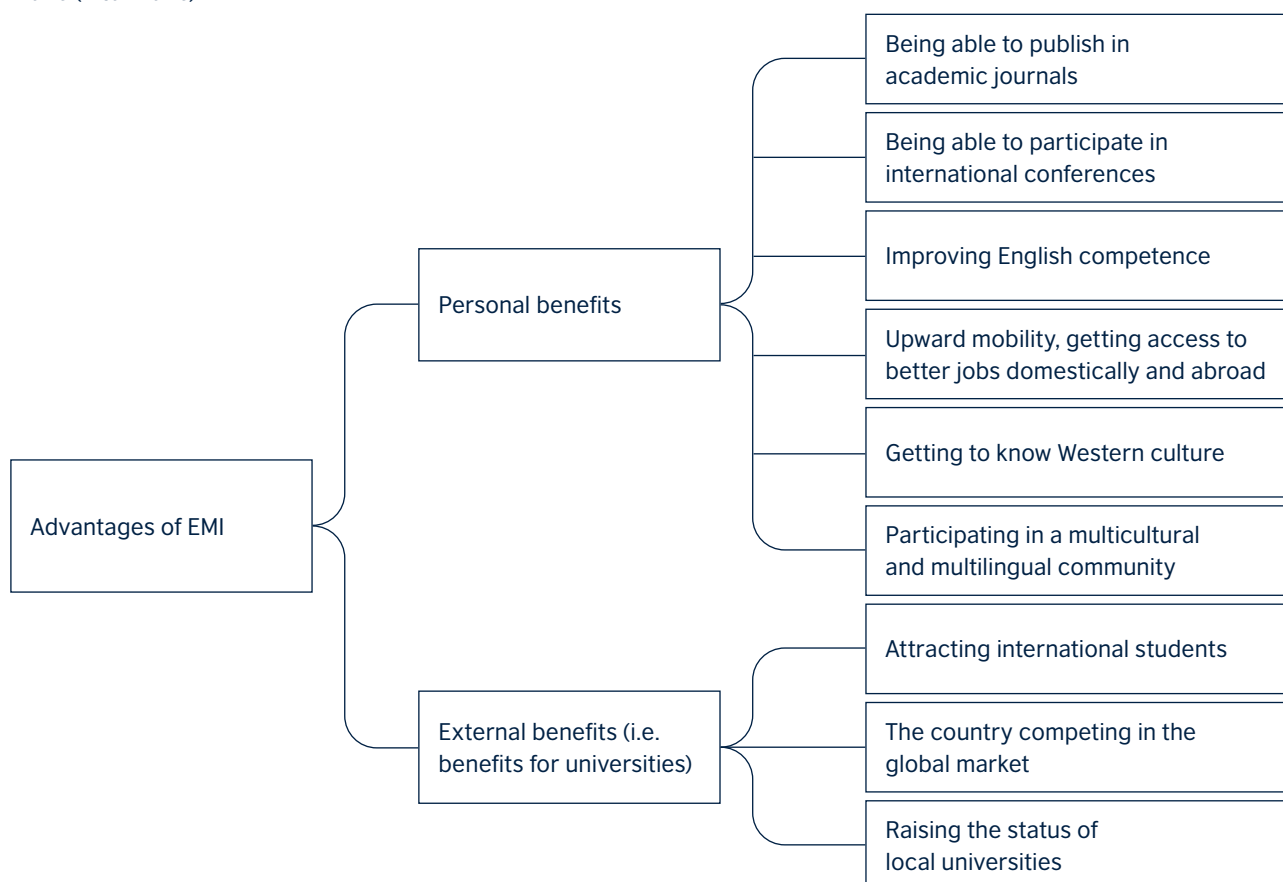 Being able to publish in
academic journals
Being able to participate in
international conferences
Improving English competence
Personal benefits
Upward mobility, getting access to
better jobs domestically and abroad
Getting to know Western culture
Advantages of EMI
Participating in a multicultural
and multilingual community
Attracting international students
External benefits (i.e.
benefits for universities)
The country competing in the
global market
Raising the status of
local universities